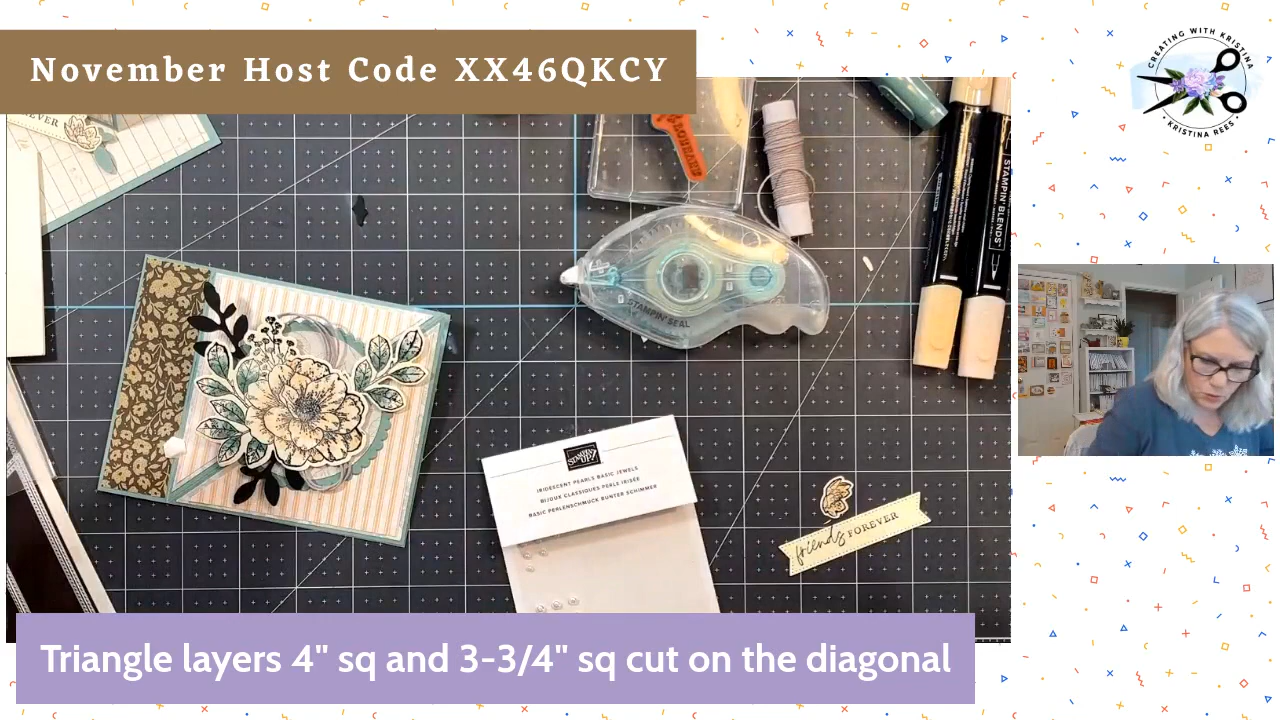 November Host Code XX46QKCY
CREATING WITH KRISTINA
• KRISTINA REES •
EVER
STAMPIN' BLENDS
STAMPIN' SEAL
STAMPIN' UP!
IRIDESCENT PEARLS BASIC JEWELS
BIJOUX CLASSIQUES PERLE IRISÉE
BASIC PERLENSCHMUCK BUNTER SCHIMMER
friends FOREVER
Triangle layers 4" sq and 3-3/4" sq cut on the diagonal